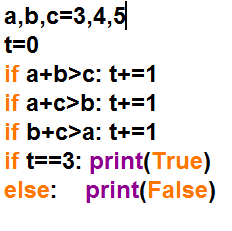 a,b,c=3,4,5
t=0
if a+b>c: t+=1
if a+c>b: t+=1
if b+c>a: t+=1
if t==3: print(True)
else:    print(False)